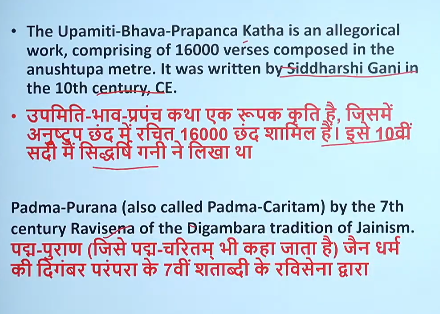 • The Upamiti-Bhava-Prapanca Katha is an allegorical
work, comprising of 16000 verses composed in the
anushtupa metre. It was written by Siddharshi Gani in
the 10th century, CE.
• उपमिति-भाव-प्रपंच कथा एक रूपक कृति है, जिसमें
अनुष्टुप छंद में रचित 16000 छंद शामिल हैं। इसे 10वीं
सदी में सिद्धर्षि गनी ने लिखा था
Padma-Purana (also called Padma-Caritam) by the 7th
century Ravisena of the Digambara tradition of Jainism.
पद्म-पुराण (जिसे पद्म-चरितम् भी कहा जाता है) जैन धर्म
की दिगंबर परंपरा के 7वीं शताब्दी के रविसेना द्वारा